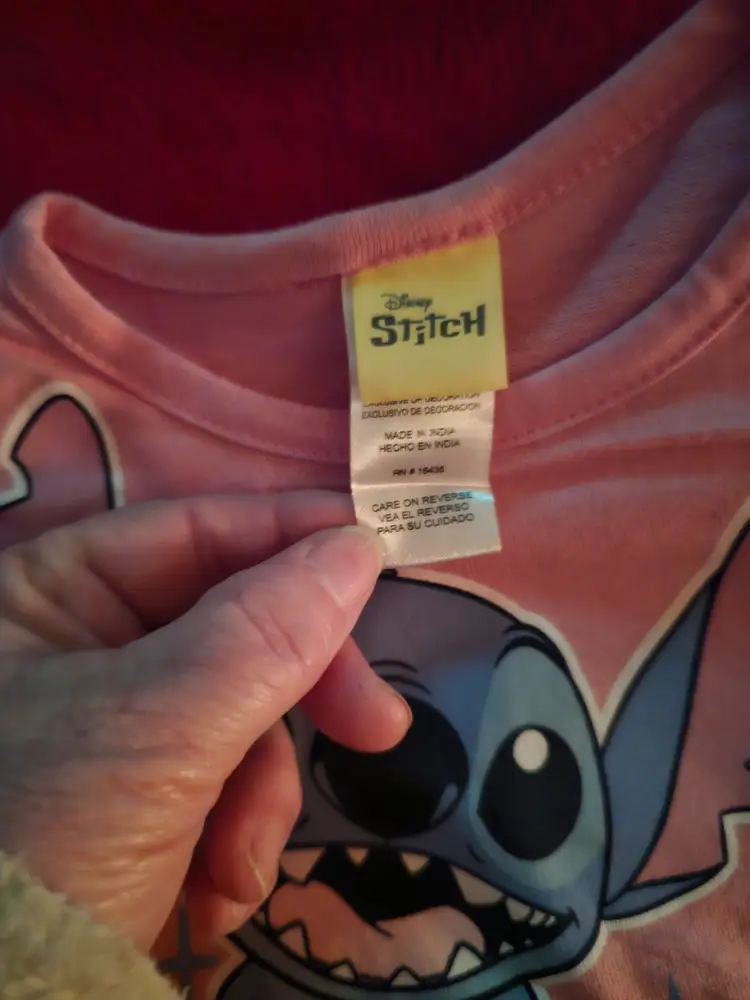 Disney
STITCH
EXCLUSIVE OF DECORATION
EXCLUSIVO DE DECORACION
MADE IN INDIA
HECHO EN INDIA
RN # 16435
CARE ON REVERSE
VEA EL REVERSO
PARA SU CUIDADO